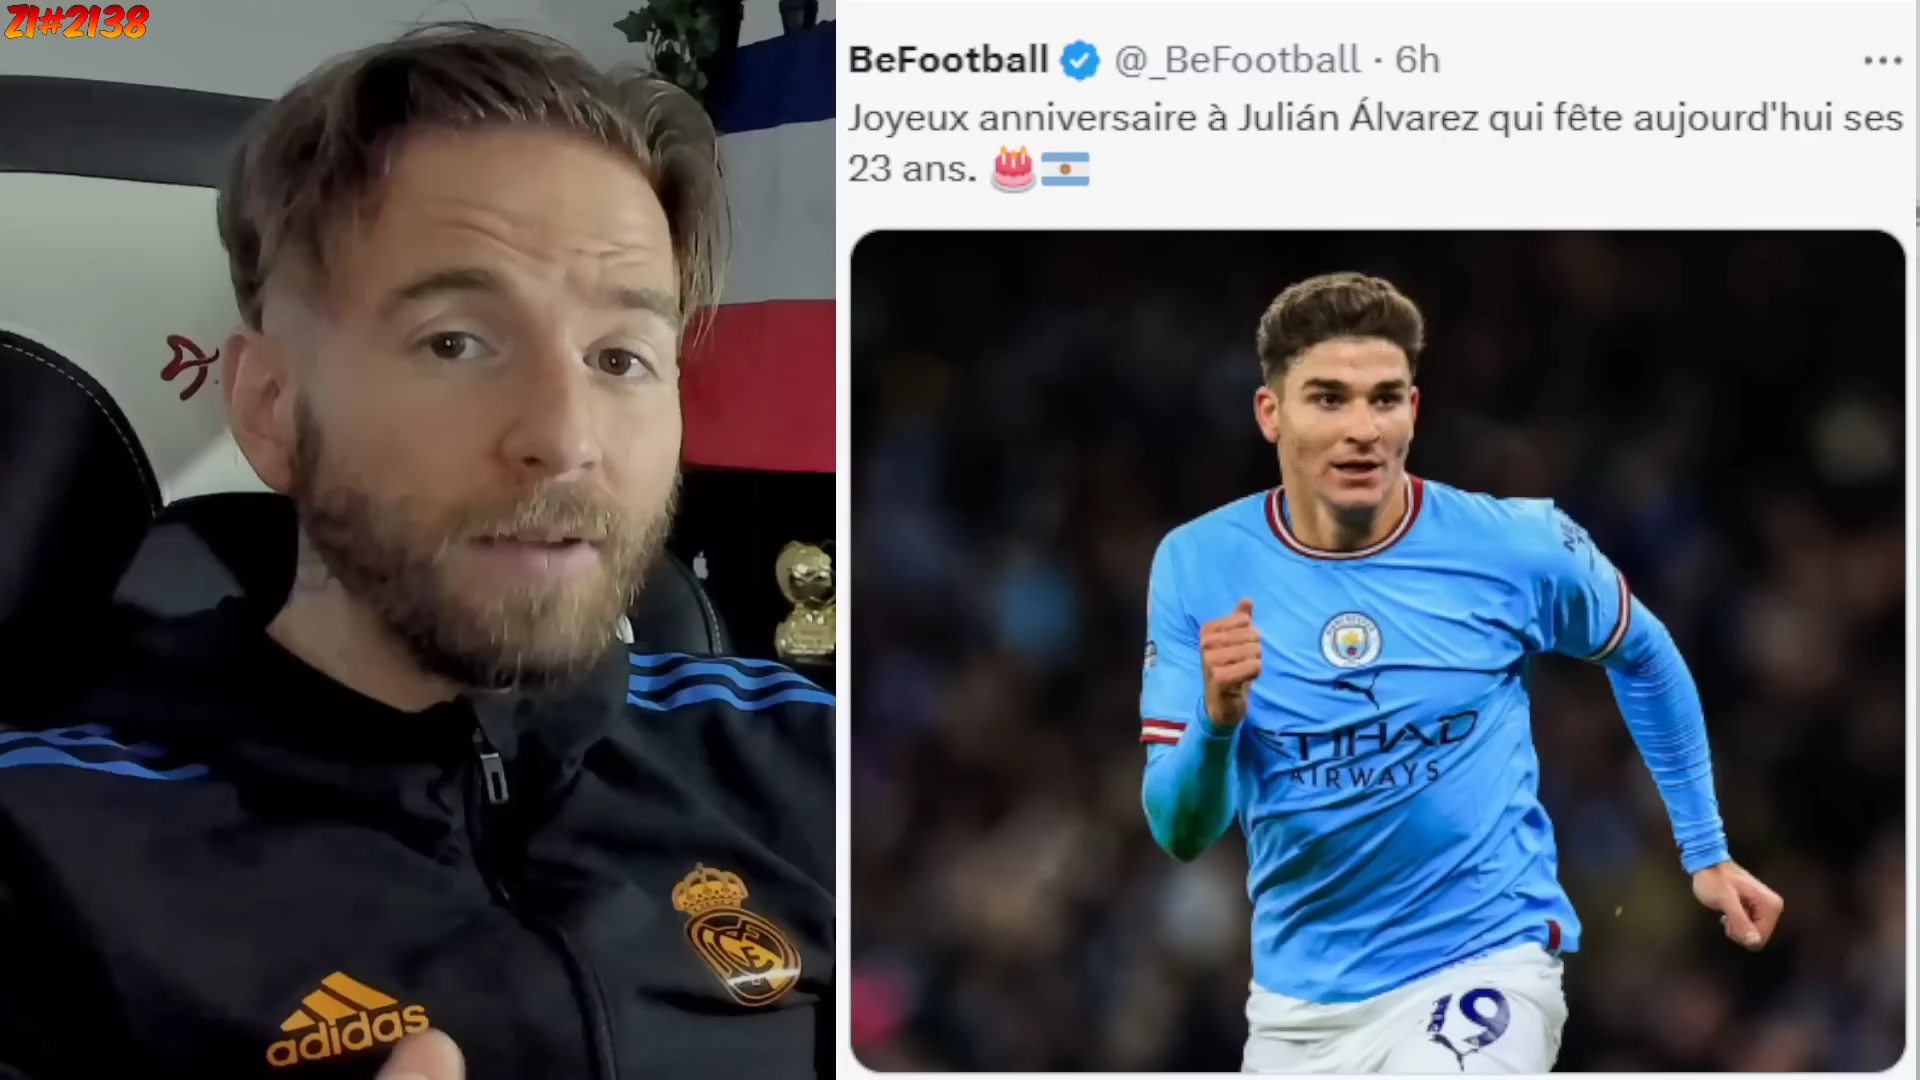 ZI#2138
BeFootball @_BeFootball · 6h
Joyeux anniversaire à Julián Álvarez qui fête aujourd'hui ses
23 ans.
ETIHAD
AIRWAYS
19
adidas